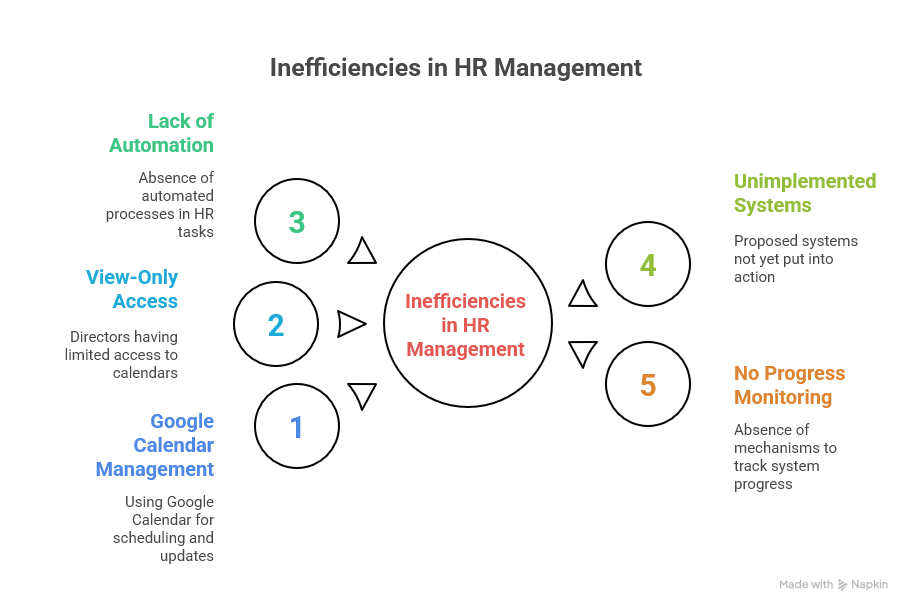 Inefficiencies in HR Management
Lack of
Automation
Absence of
automated
processes in HR
tasks
3
View-Only
Access
Directors having
limited access to
calendars
2
Google
Calendar
Management
Using Google
Calendar for
scheduling and
updates
1
Inefficiencies
in HR
Management
4
Unimplemented
Systems
Proposed systems
not yet put into
action
5
No Progress
Monitoring
Absence of
mechanisms to
track system
progress
Made with Napkin